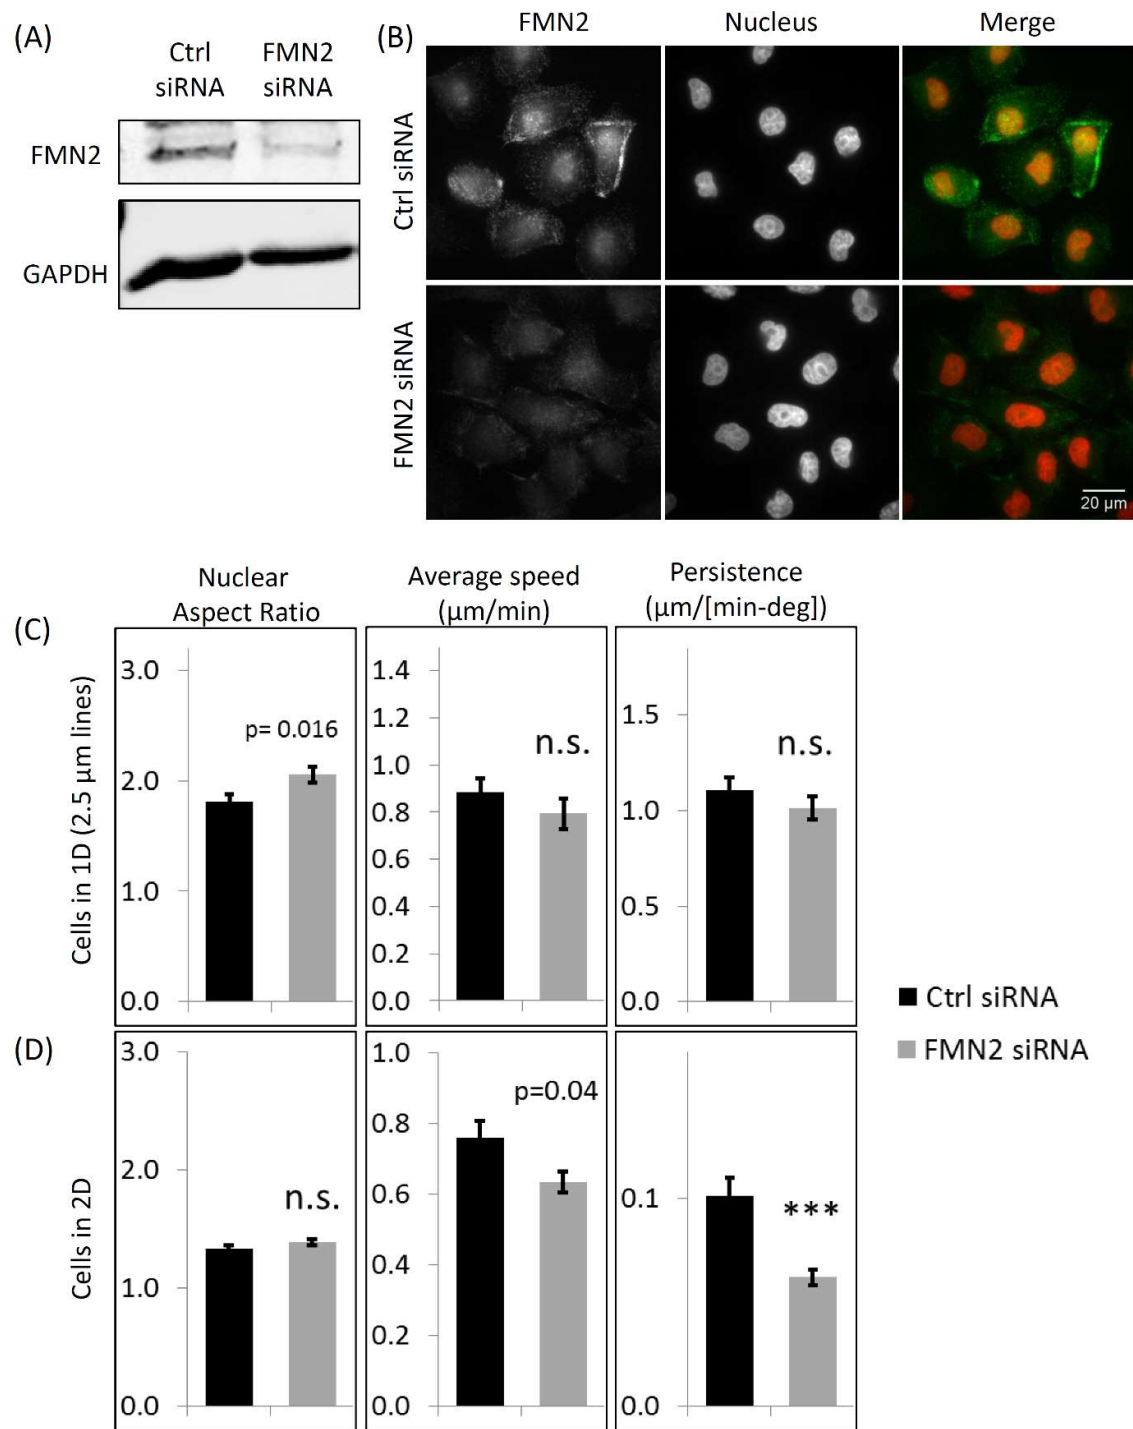 (A)
Ctrl
siRNA
FMN2
siRNA
FMN2
GAPDH
(B)
FMN2
Nucleus
Merge
Ctrl siRNA
FMN2 siRNA
20 µm
Nuclear
Aspect Ratio
Average speed
(µm/min)
Persistence
(µm/[min-deg])
(C)
Cells in 1D (2.5 µm lines)
3.0
2.0
1.0
0.0
p= 0.016
1.4
1.2
1.0
0.8
0.6
0.4
0.2
0.0
n.s.
1.5
1.0
0.5
0.0
n.s.
Ctrl siRNA
FMN2 siRNA
(D)
Cells in 2D
3.0
2.0
1.0
0.0
n.s.
1.0
0.8
0.6
0.4
0.2
0.0
p=0.04
0.1
0.0
***